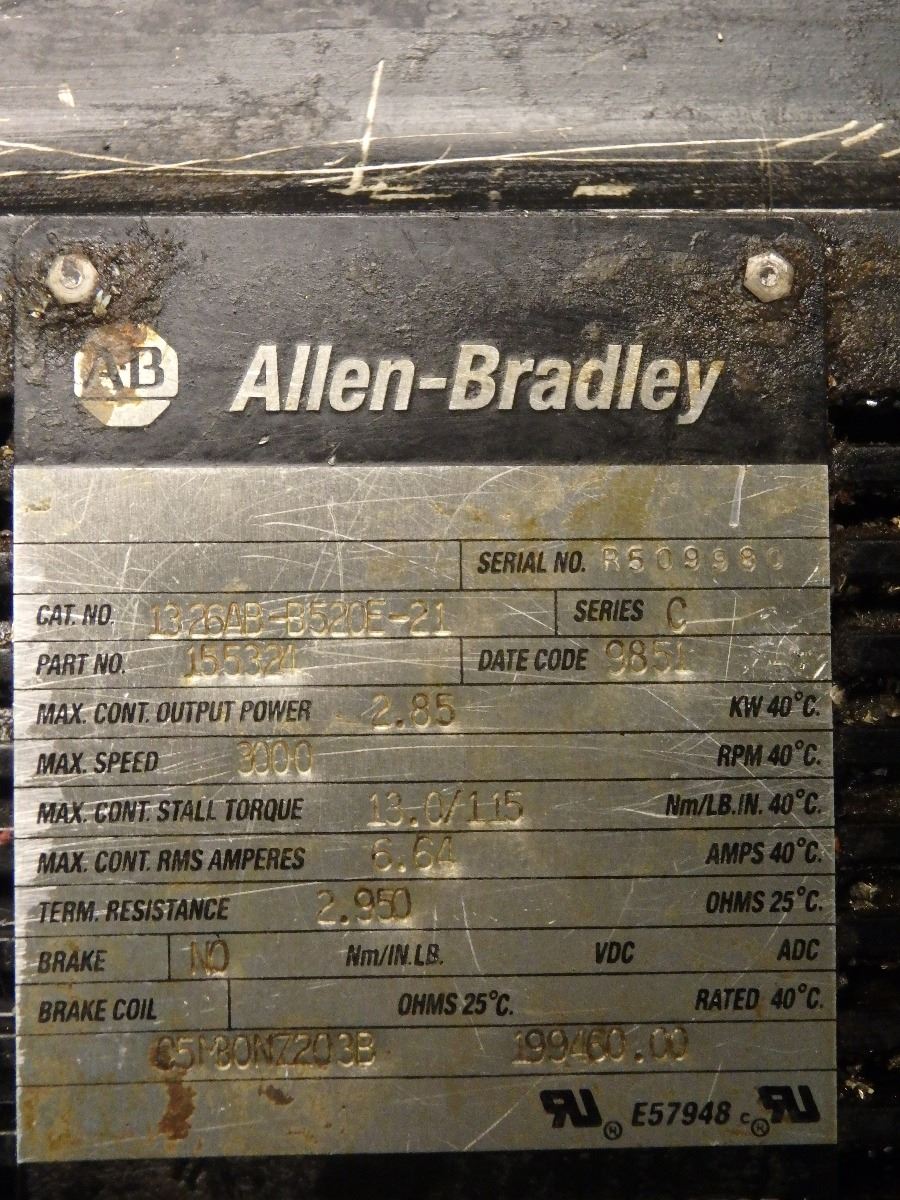 AB Allen-Bradley
SERIAL NO. R509980
CAT. NO. 1326AB-B520E-21 SERIES C
PART NO. 155321 DATE CODE 9851
MAX. CONT. OUTPUT POWER 2.85 KW 40°C.
MAX. SPEED 3000 RPM 40°C.
MAX. CONT. STALL TORQUE 13.0/115 Nm/LB.IN. 40°C.
MAX. CONT. RMS AMPERES 6.64 AMPS 40°C.
TERM. RESISTANCE 2.950 OHMS 25°C.
BRAKE NO Nm/IN.LB. VDC ADC
BRAKE COIL OHMS 25°C. RATED 40°C.
199460.00
RU ® E57948 c RU ®